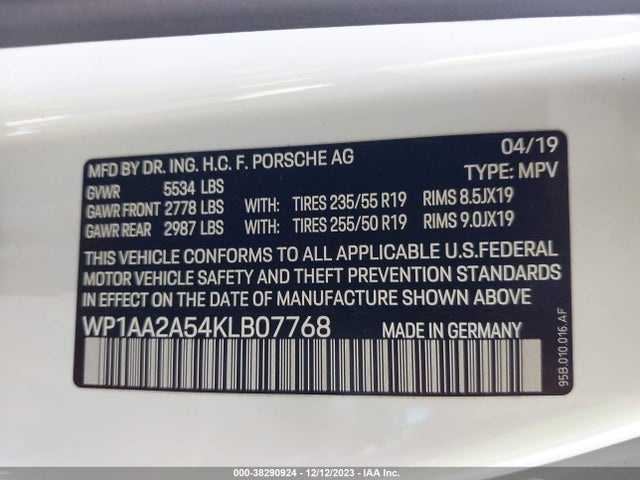 MFD BY DR. ING. H.C. F. PORSCHE AG 04/19
GVWR 5534 LBS TYPE: MPV
GAWR FRONT 2778 LBS WITH: TIRES 235/55 R19 RIMS 8.5JX19
GAWR REAR 2987 LBS WITH: TIRES 255/50 R19 RIMS 9.0JX19
THIS VEHICLE CONFORMS TO ALL APPLICABLE U.S.FEDERAL
MOTOR VEHICLE SAFETY AND THEFT PREVENTION STANDARDS
IN EFFECT ON THE DATE OF MANUFACTURE SHOWN ABOVE
WP1AA2A54KLB07768 MADE IN GERMANY
95B.010.016.AF
000-38290924 | 12/12/2023 | IAA Inc.